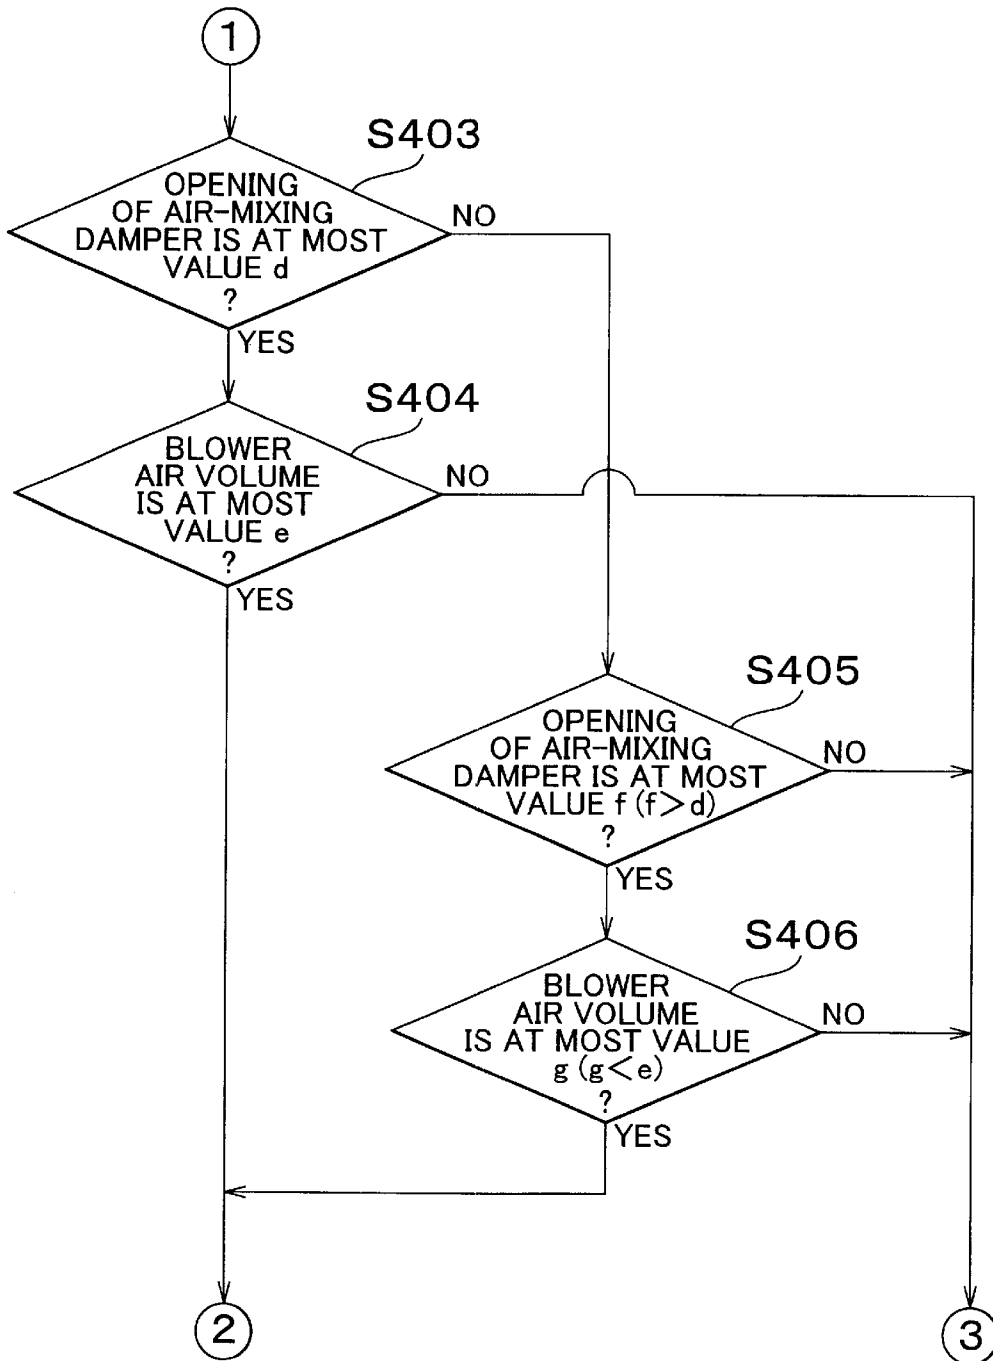 1
S403
OPENING
OF AIR-MIXING
DAMPER IS AT MOST
VALUE d
?
NO
YES
S404
BLOWER
AIR VOLUME
IS AT MOST
VALUE e
?
NO
YES
S405
OPENING
OF AIR-MIXING
DAMPER IS AT MOST
VALUE f (f>d)
?
NO
YES
S406
BLOWER
AIR VOLUME
IS AT MOST VALUE
g (g<e)
?
NO
YES
2
3